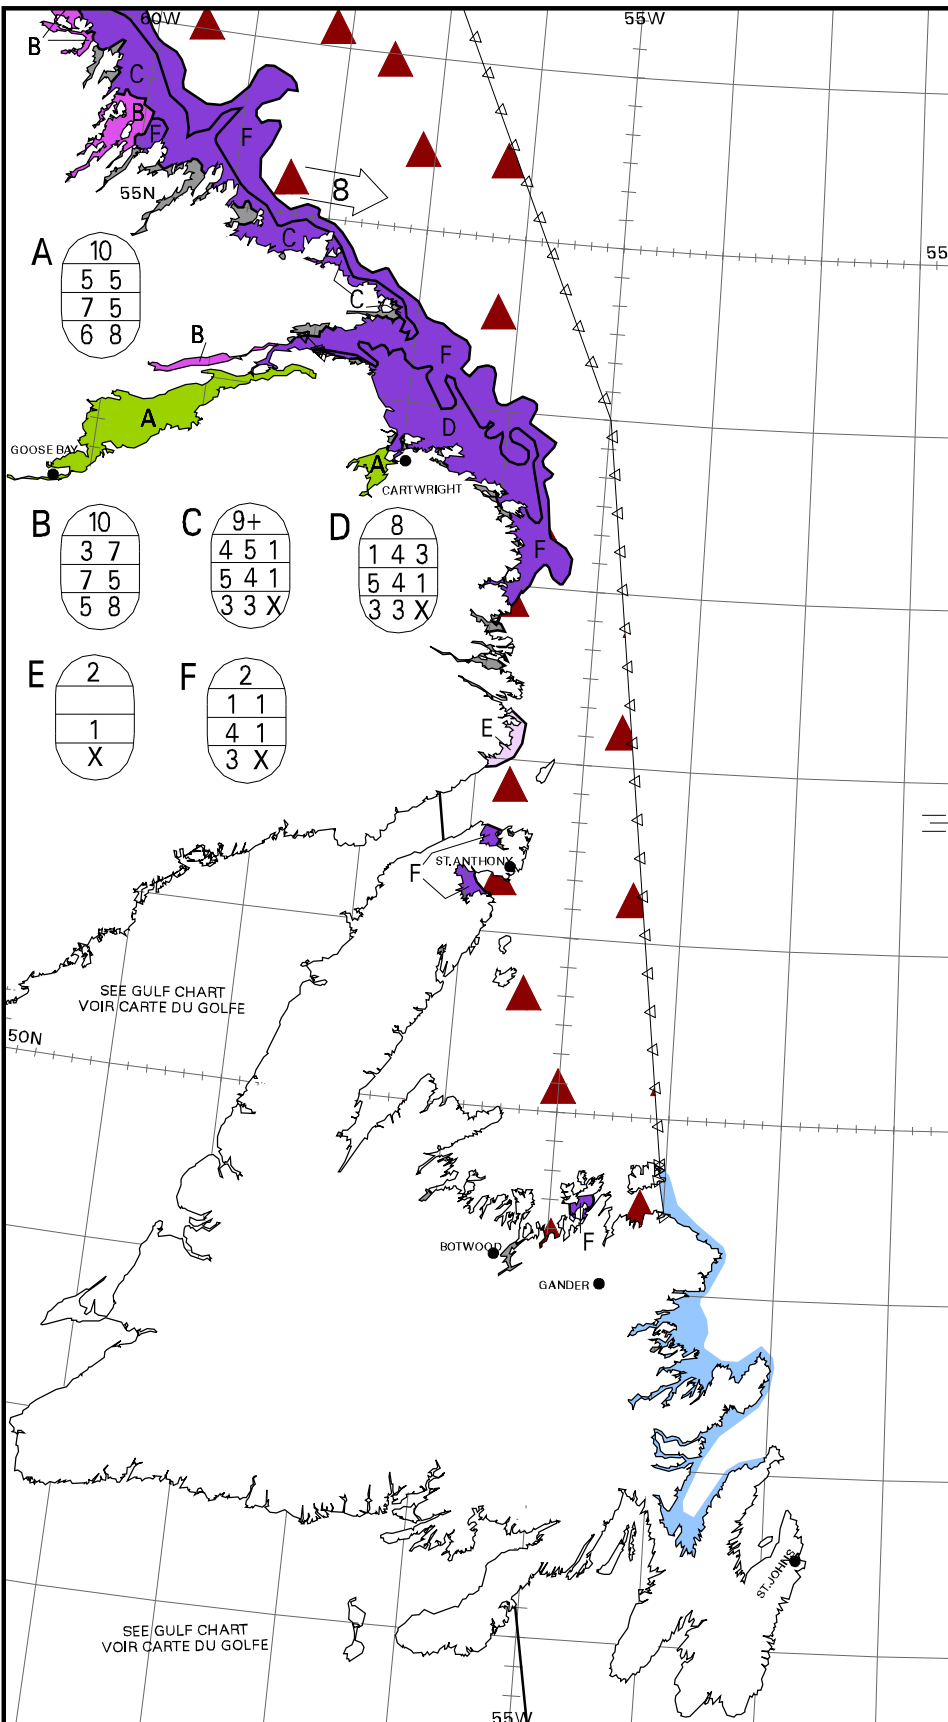 60W 55W
B
C
B
F F
55N 8
C
55
A
10
5 5
7 5
6 8
C
B
F
A
D
GOOSE BAY
A
CARTWRIGHT
B
10
3 7
7 5
5 8
C
9+
4 5 1
5 4 1
3 3 X
D
8
1 4 3
5 4 1
3 3 X
F
E
2
1
X
F
2
1 1
4 1
3 X
E
ST.ANTHONY
F
SEE GULF CHART
VOIR CARTE DU GOLFE
50N
BOTWOOD
F
GANDER
ST.JOHNS
SEE GULF CHART
VOIR CARTE DU GOLFE
55W